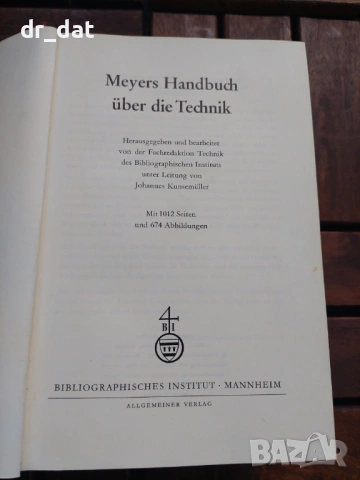 dr_dat
Meyers Handbuch
über die Technik
Herausgegeben und bearbeitet
von der Fachredaktion Technik
des Bibliographischen Instituts
unter Leitung von
Johannes Kunsemüller
Mit 1012 Seiten
und 674 Abbildungen
B I
BIBLIOGRAPHISCHES INSTITUT · MANNHEIM
ALLGEMEINER VERLAG
BAZAR